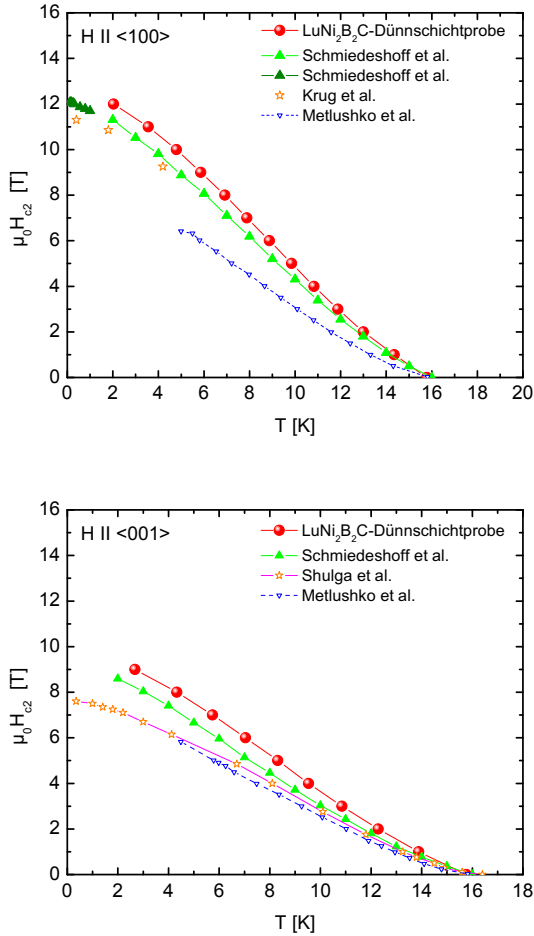 H II <100>
LuNi₂B₂C-Dünnschichtprobe
Schmiedeshoff et al.
Schmiedeshoff et al.
Krug et al.
Metlushko et al.
16
14
12
10
8
6
4
2
0
μ₀H_c2 [T]
0 2 4 6 8 10 12 14 16 18 20
T [K]
H II <001>
LuNi₂B₂C-Dünnschichtprobe
Schmiedeshoff et al.
Shulga et al.
Metlushko et al.
16
14
12
10
8
6
4
2
0
μ₀H_c2 [T]
0 2 4 6 8 10 12 14 16 18
T [K]